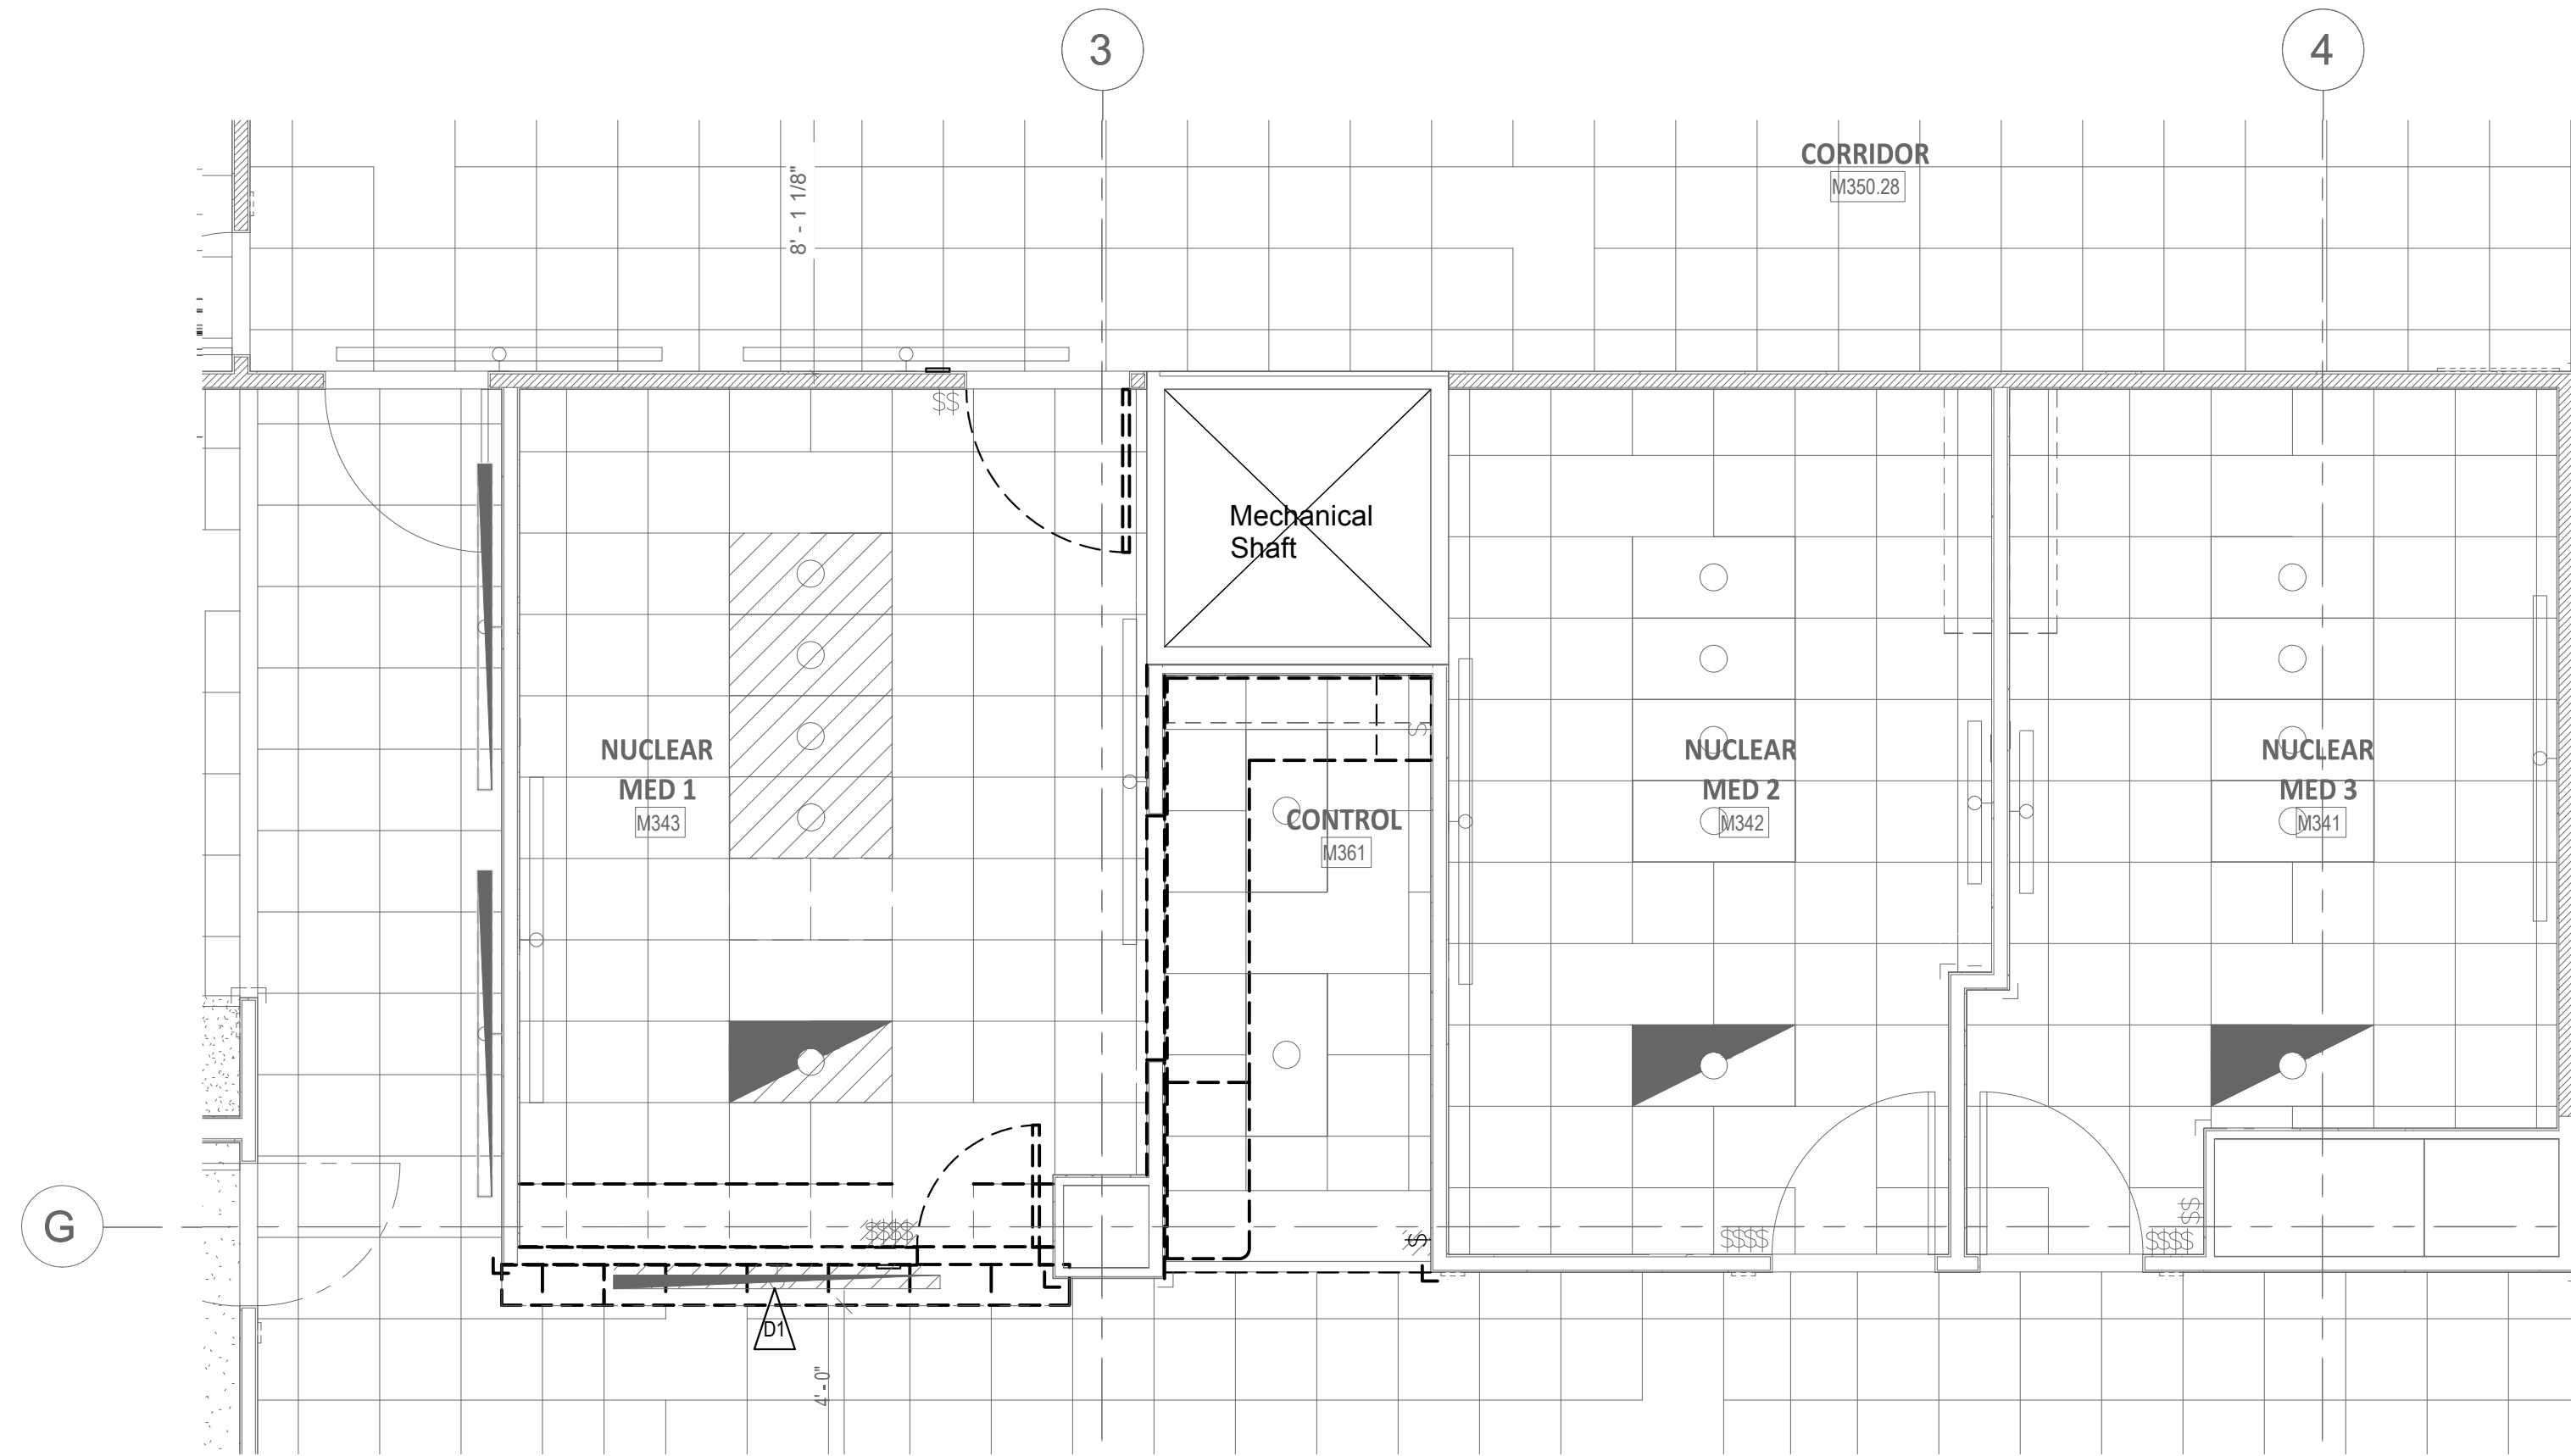 3
4
CORRIDOR
M350.28
8' - 1 1/8"
$$
Mechanical
Shaft
NUCLEAR
MED 1
M343
$
CONTROL
M361
NUCLEAR
MED 2
M342
NUCLEAR
MED 3
M341
G
$$$$
$
$$$$
$$
$$$$
D1
4' - 0"